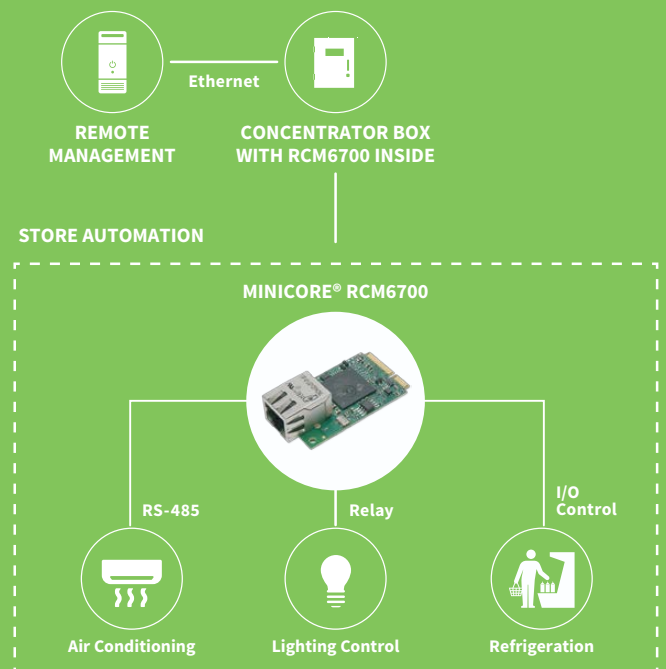 Ethernet
REMOTE
MANAGEMENT
CONCENTRATOR BOX
WITH RCM6700 INSIDE
STORE AUTOMATION
MINICORE® RCM6700
RS-485
Relay
I/O
Control
Air Conditioning
Lighting Control
Refrigeration